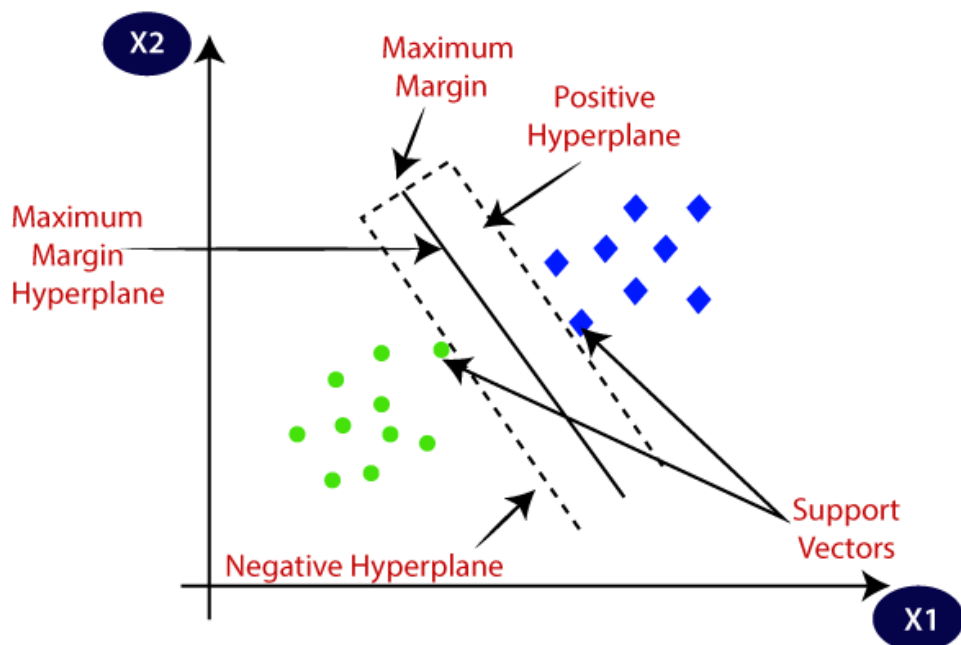 X2
Maximum
Margin
Positive
Hyperplane
Maximum
Margin
Hyperplane
Support
Vectors
Negative Hyperplane
X1